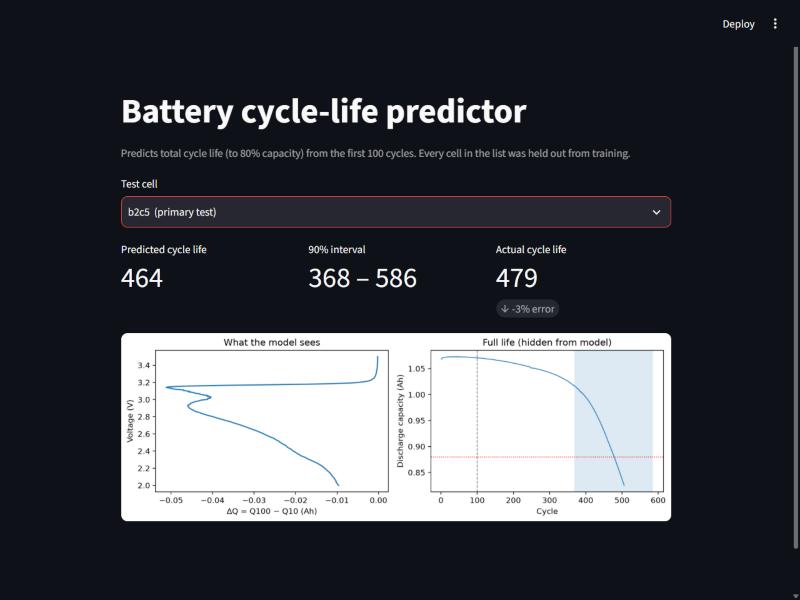 Deploy
Battery cycle-life predictor
Predicts total cycle life (to 80% capacity) from the first 100 cycles. Every cell in the list was held out from training.
Test cell
b2c5 (primary test)
Predicted cycle life
464
90% interval
368 – 586
Actual cycle life
479
↓ -3% error
What the model sees
Voltage (V)
3.4
3.2
3.0
2.8
2.6
2.4
2.2
2.0
−0.05 −0.04 −0.03 −0.02 −0.01 0.00
ΔQ = Q100 − Q10 (Ah)
Full life (hidden from model)
Discharge capacity (Ah)
1.05
1.00
0.95
0.90
0.85
0 100 200 300 400 500 600
Cycle